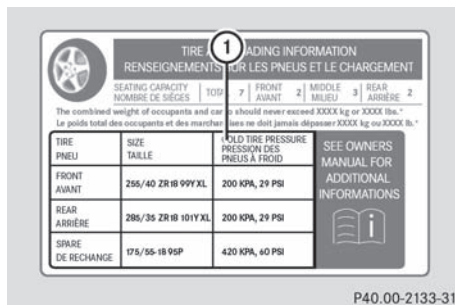 1
TIRE AND LOADING INFORMATION
RENSEIGNEMENTS SUR LES PNEUS ET LE CHARGEMENT
SEATING CAPACITY TOTAL 7 FRONT 2 MIDDLE 3 REAR 2
NOMBRE DE SIÈGES AVANT MILIEU ARRIÈRE
The combined weight of occupants and cargo should never exceed XXXX kg or XXXX lbs."
Le poids total des occupants et des marchandises ne doit jamais dépasser XXXX kg ou XXXX lb."
TIRE SIZE COLD TIRE PRESSURE
PNEU TAILLE PRESSION DES
PNEUS À FROID
SEE OWNERS
MANUAL FOR
ADDITIONAL
INFORMATIONS
i
FRONT
AVANT 255/40 ZR18 99Y XL 200 KPA, 29 PSI
REAR
ARRIÈRE 285/35 ZR18 101Y XL 200 KPA, 29 PSI
SPARE
DE RECHANGE 175/55-18 95P 420 KPA, 60 PSI
P40.00-2133-31